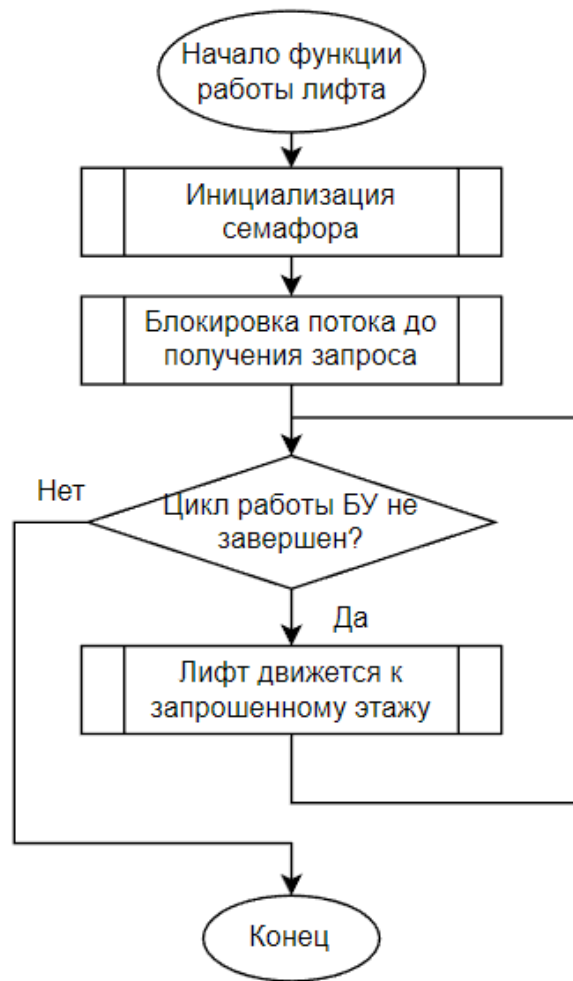 Начало функции
работы лифта
Инициализация
семафора
Блокировка потока до
получения запроса
Нет
Цикл работы БУ не
завершен?
Да
Лифт движется к
запрошенному этажу
Конец